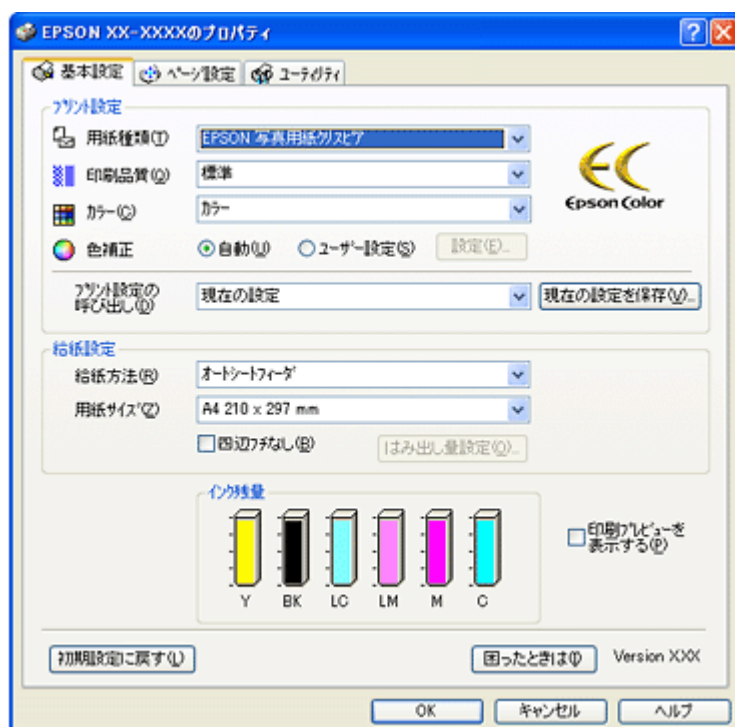 EPSON XX-XXXXのプロパティ
基本設定 ページ設定 ユーティリティ
プリント設定
用紙種類(T) EPSON 写真用紙クリスピア
印刷品質(Q) 標準
カラー(C) カラー
EC
Epson Color
色補正 自動(U) ユーザー設定(S) 設定(E)...
プリント設定の
呼び出し(D) 現在の設定 現在の設定を保存(V)...
給紙設定
給紙方法(R) オートシートフィーダ
用紙サイズ(Z) A4 210 x 297 mm
四辺フチなし(B) はみ出し量設定(O)...
インク残量
Y BK LC LM M C
印刷プレビューを
表示する(P)
初期設定に戻す(L) 困ったときは(I) Version X.XX
OK キャンセル ヘルプ